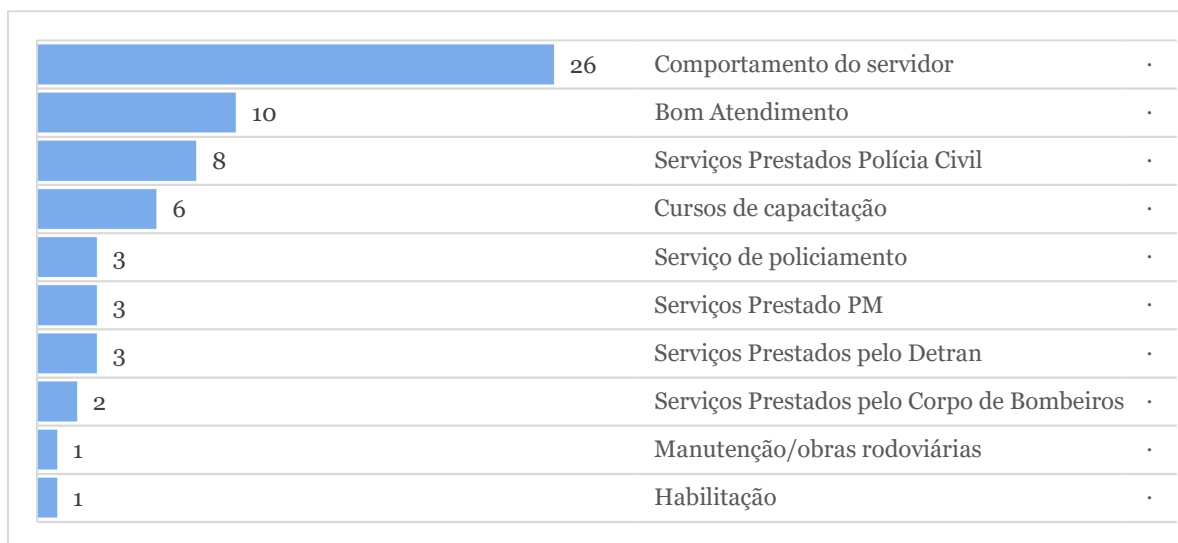 26 Comportamento do servidor ·
10 Bom Atendimento ·
8 Serviços Prestados Polícia Civil ·
6 Cursos de capacitação ·
3 Serviço de policiamento ·
3 Serviços Prestado PM ·
3 Serviços Prestados pelo Detran ·
2 Serviços Prestados pelo Corpo de Bombeiros ·
1 Manutenção/obras rodoviárias ·
1 Habilitação ·